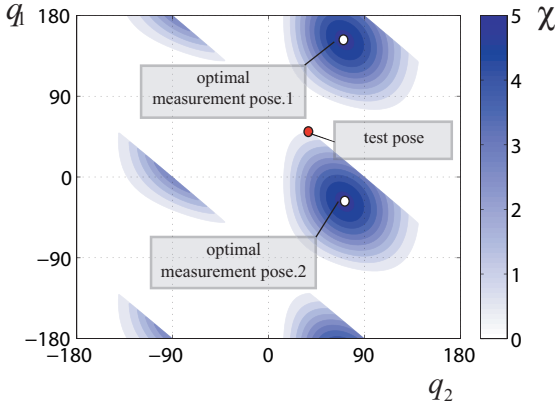 q1
180
90
0
−90
−180
−180
−90
0
90
180
q2
optimal
measurement pose.1
test pose
optimal
measurement pose.2
χ
5
4
3
2
1
0